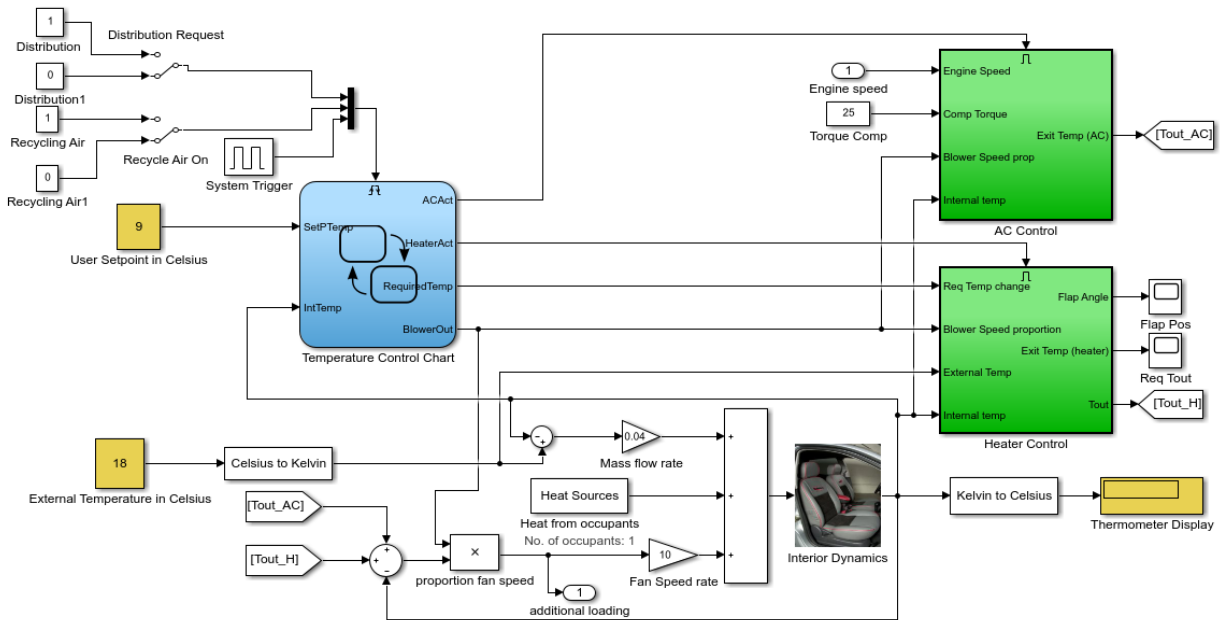 1
Distribution
Distribution Request
0
Distribution1
1
Recycling Air
Recycle Air On
0
Recycling Air1
System Trigger
9
User Setpoint in Celsius
SetPTemp
IntTemp
ACAct
HeaterAct
RequiredTemp
BlowerOut
Temperature Control Chart
1
Engine speed
25
Torque Comp
Engine Speed
Comp Torque
Blower Speed prop
Internal temp
Exit Temp (AC)
AC Control
[Tout_AC]
Req Temp change
Blower Speed proportion
External Temp
Internal temp
Flap Angle
Exit Temp (heater)
Tout
Heater Control
Flap Pos
Req Tout
[Tout_H]
18
External Temperature in Celsius
Celsius to Kelvin
[Tout_AC]
[Tout_H]
+
+
−
×
proportion fan speed
−
+
0.04
Mass flow rate
Heat Sources
Heat from occupants
No. of occupants: 1
10
Fan Speed rate
1
additional loading
+
+
+
Interior Dynamics
Kelvin to Celsius
Thermometer Display